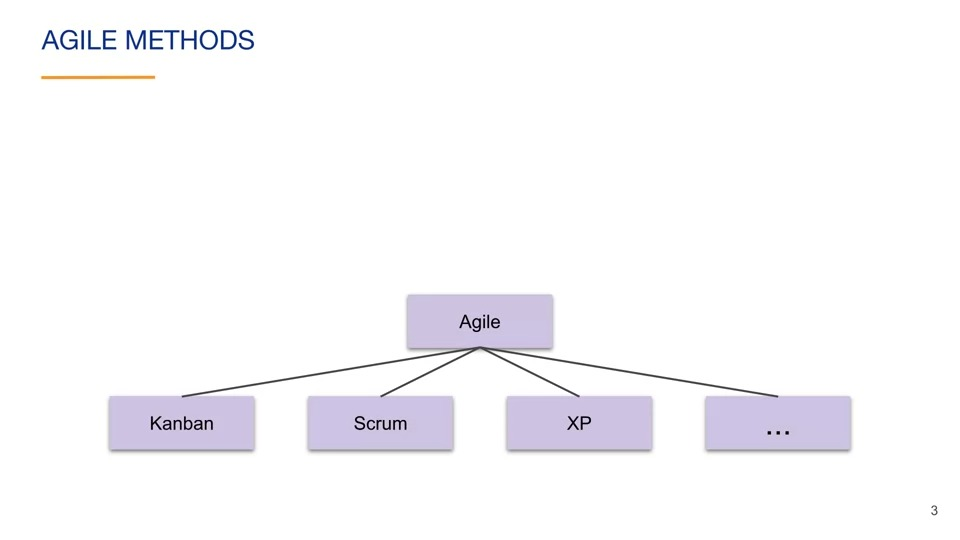 AGILE METHODS
Agile
Kanban
Scrum
XP
...
3